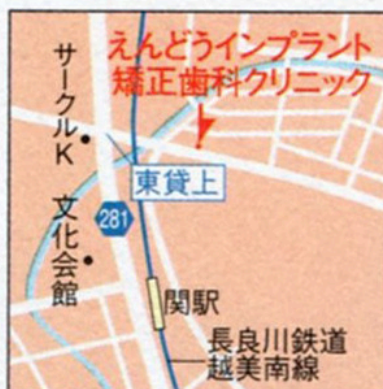 えんどうインプラント
矯正歯科クリニック
サークルK
東貸上
281
文化会館
関駅
長良川鉄道
越美南線